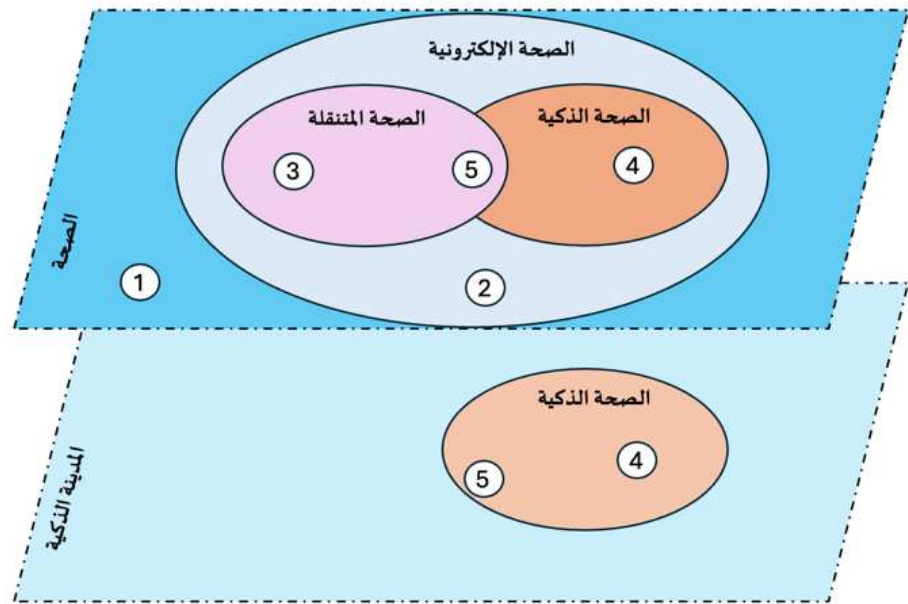 الصحة الإلكترونية
الصحة الذكية
الصحة المتنقلة
3
5
4
الصحة
1
2
الصحة الذكية
4
5
المدينة الذكية